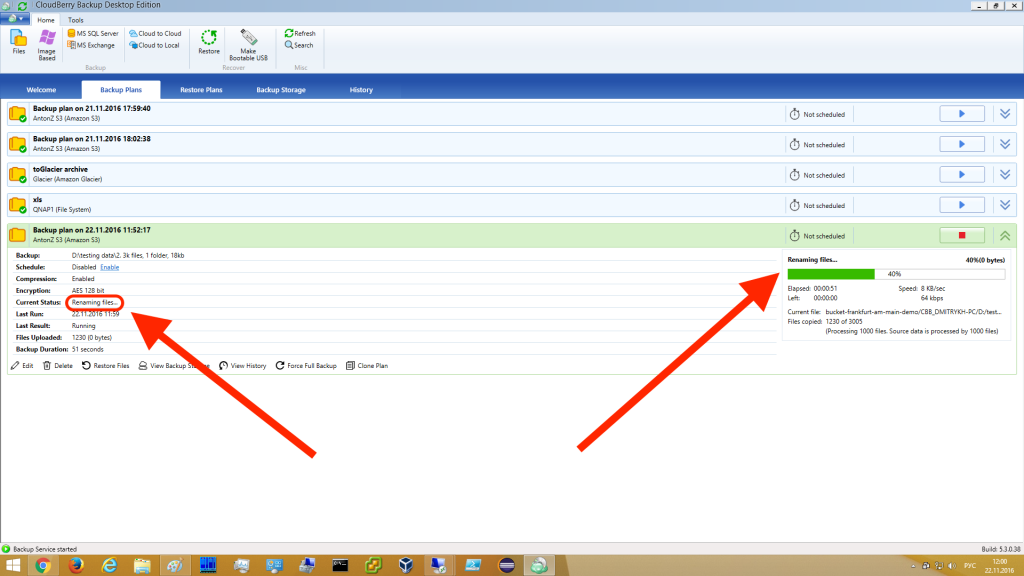 CloudBerry Backup Desktop Edition
Home Tools
Files
Image Based
MS SQL Server
MS Exchange
Backup
Cloud to Cloud
Cloud to Local
Restore
Make Bootable USB
Recover
Refresh
Search
Misc
Welcome Backup Plans Restore Plans Backup Storage History
Backup plan on 21.11.2016 17:59:40
AntonZ S3 (Amazon S3)
Not scheduled
Backup plan on 21.11.2016 18:02:38
AntonZ S3 (Amazon S3)
Not scheduled
toGlacier archive
Glacier (Amazon Glacier)
Not scheduled
xls
QNAP1 (File System)
Not scheduled
Backup plan on 22.11.2016 11:52:17
AntonZ S3 (Amazon S3)
Not scheduled
Backup: D:\testing data\2. 3k files, 1 folder, 18kb
Schedule: Disabled Enable
Compression: Enabled
Encryption: AES 128 bit
Current Status: Renaming files...
Last Run: 22.11.2016 11:59
Last Result: Running
Files Uploaded: 1230 (0 bytes)
Backup Duration: 51 seconds
Edit Delete Restore Files View Backup View History Force Full Backup Clone Plan
Renaming files... 40%(0 bytes)
40%
Elapsed: 00:00:51 Speed: 8 KB/sec
Left: 00:00:00 64 kbps
Current file: bucket-frankfurt-am-main-demo/CBB_DMITRYKH-PC/D:/test...
Files copied: 1230 of 3005
(Processing 1000 files. Source data is processed by 1000 files)
Backup Service started
Build: 5.3.0.38
РУС
12:00
22.11.2016